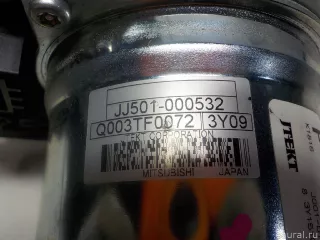 JJ501-000532
Q003TF0072 3Y09
JTEKT CORPORATION
MITSUBISHI JAPAN
JTEKT